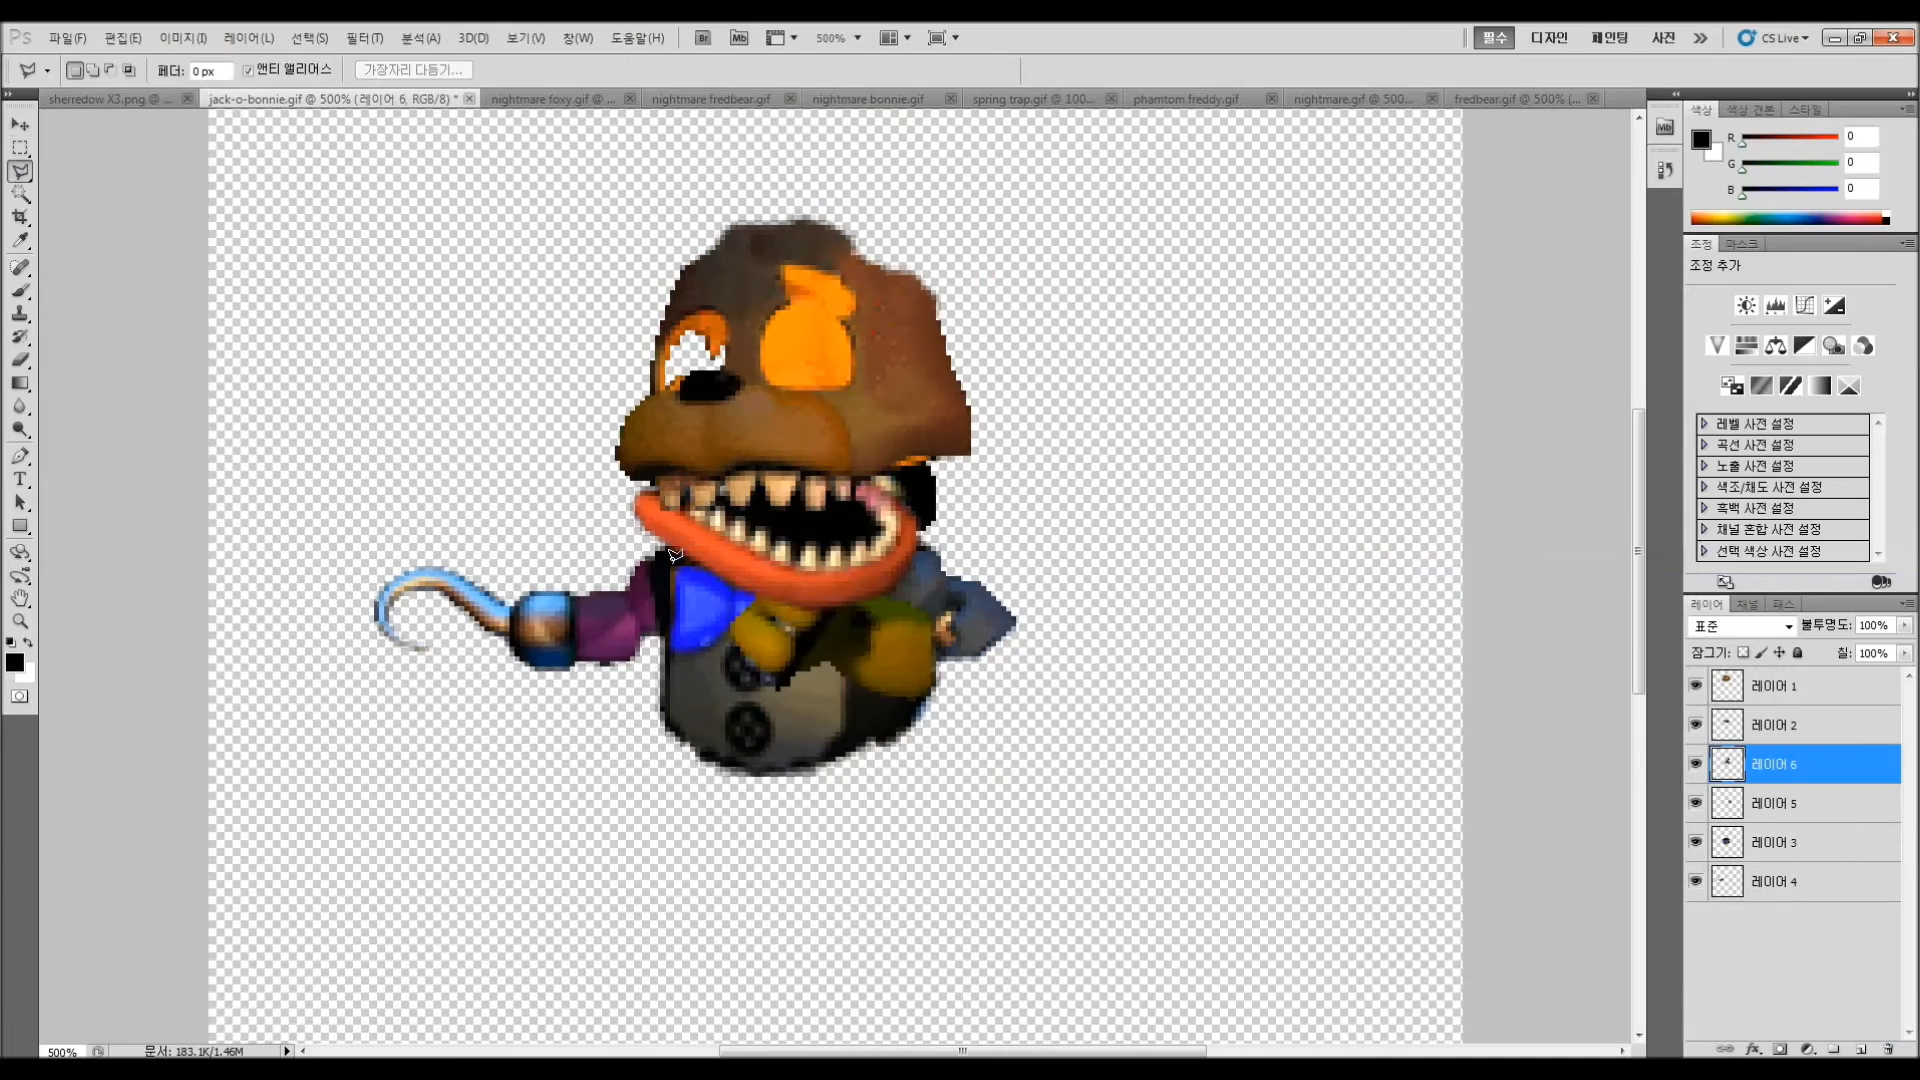 Ps 파일(F) 편집(E) 이미지(I) 레이어(L) 선택(S) 필터(T) 분석(A) 3D(D) 보기(V) 창(W) 도움말(H) Br Mb 500% 필수 디자인 페인팅 사진 CS Live
페더: 0 px 앤티 앨리어스 가장자리 다듬기...
sherredow X3.png @ ... jack-o-bonnie.gif @ 500% (레이어 6, RGB/8) * nightmare foxy.gif @ ... nightmare fredbear.gif nightmare bonnie.gif spring trap.gif @ 100... phamtom freddy.gif nightmare.gif @ 500... fredbear.gif @ 500% (...
색상 색상 견본 스타일
Mb
R 0
G 0
B 0
조정 마스크
조정 추가
레벨 사전 설정
곡선 사전 설정
노출 사전 설정
색조/채도 사전 설정
흑백 사전 설정
채널 혼합 사전 설정
선택 색상 사전 설정
레이어 채널 패스
표준 불투명도: 100%
잠그기: 칠: 100%
레이어 1
레이어 2
레이어 6
레이어 5
레이어 3
레이어 4
500% 문서: 183.1K/1.46M